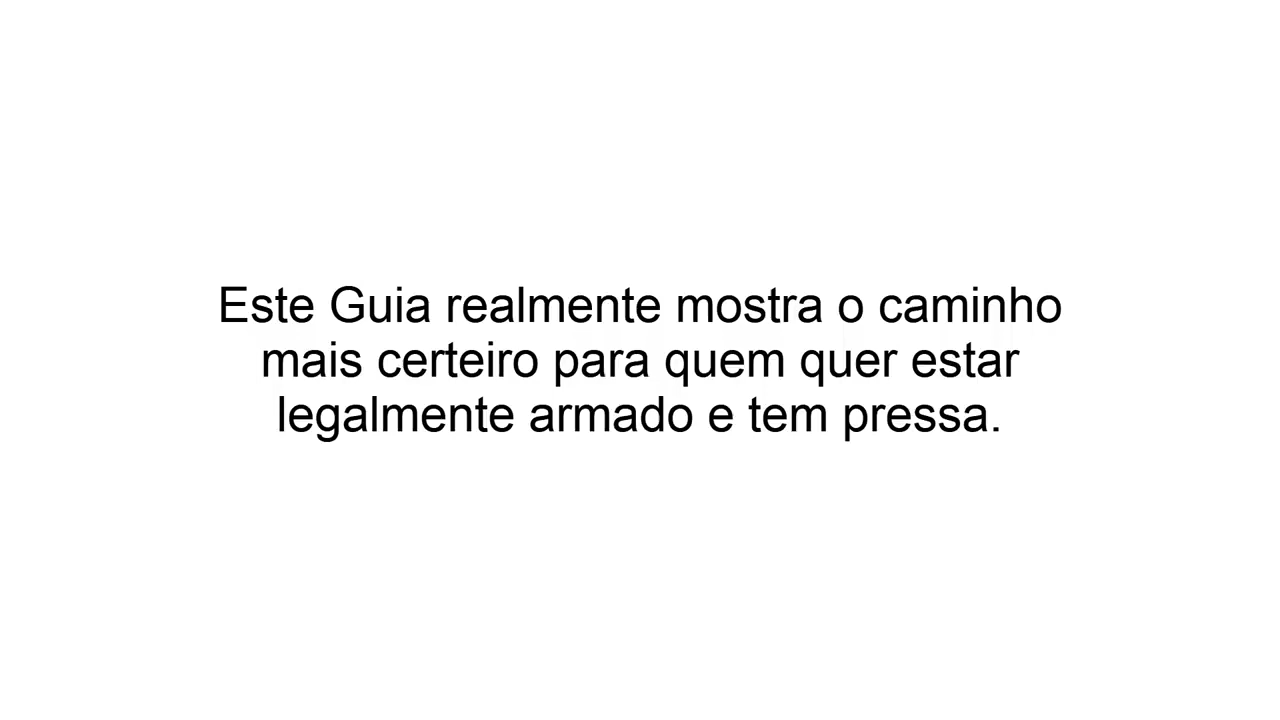 Este Guia realmente mostra o caminho
mais certeiro para quem quer estar
legalmente armado e tem pressa.